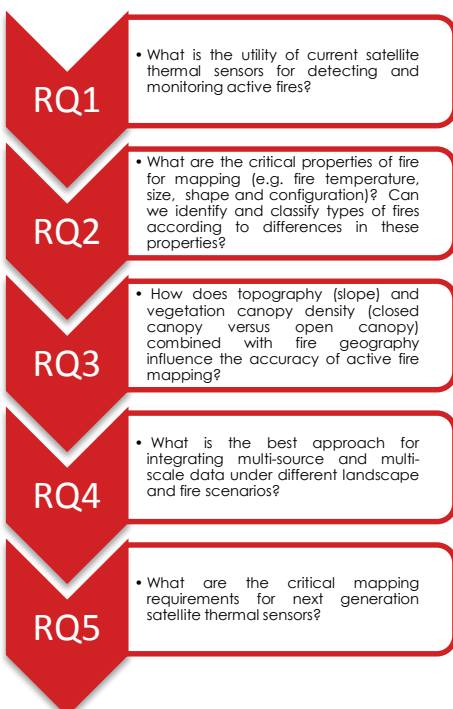 RQ1
• What is the utility of current satellite
thermal sensors for detecting and
monitoring active fires?
RQ2
• What are the critical properties of fire
for mapping (e.g. fire temperature,
size, shape and configuration)? Can
we identify and classify types of fires
according to differences in these
properties?
RQ3
• How does topography (slope) and
vegetation canopy density (closed
canopy versus open canopy)
combined with fire geography
influence the accuracy of active fire
mapping?
RQ4
• What is the best approach for
integrating multi-source and multi-
scale data under different landscape
and fire scenarios?
RQ5
• What are the critical mapping
requirements for next generation
satellite thermal sensors?